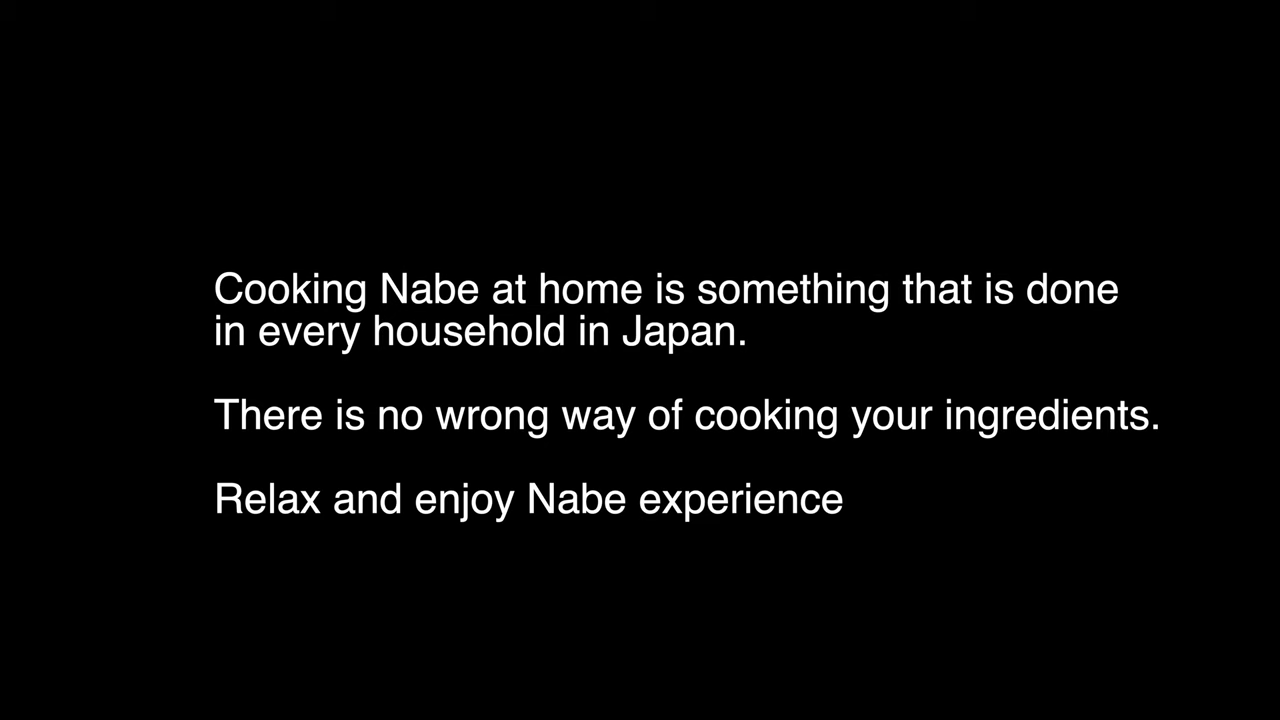 Cooking Nabe at home is something that is done
in every household in Japan.
There is no wrong way of cooking your ingredients.
Relax and enjoy Nabe experience